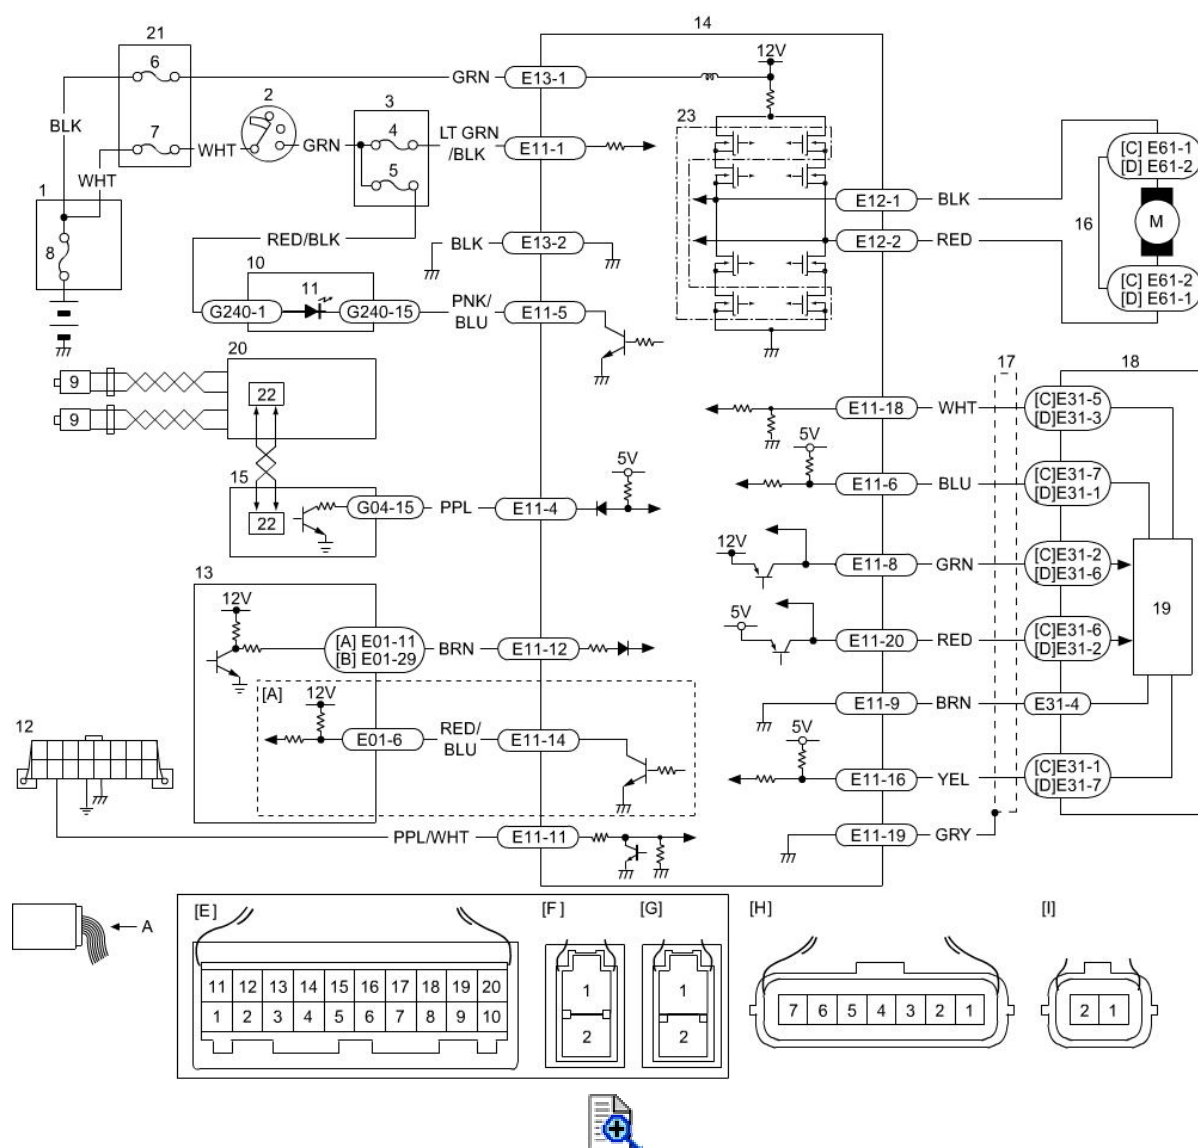 14
21
12V
6
GRN
E13-1
2
3
23
BLK
7
4
LT GRN
/BLK
E11-1
WHT
GRN
[C] E61-1
[D] E61-2
5
WHT
1
E12-1
BLK
M
16
RED/BLK
BLK
E13-2
E12-2
RED
8
10
11
PNK/
BLU
[C] E61-2
[D] E61-1
G240-1
G240-15
E11-5
20
17
18
9
22
E11-18
WHT
[C]E31-5
[D]E31-3
9
5V
15
5V
E11-6
BLU
[C]E31-7
[D]E31-1
G04-15
PPL
E11-4
22
12V
E11-8
GRN
[C]E31-2
[D]E31-6
13
12V
5V
19
[A] E01-11
[B] E01-29
BRN
E11-12
E11-20
RED
[C]E31-6
[D]E31-2
[A]
12V
E11-9
BRN
E31-4
12
E01-6
RED/
BLU
E11-14
5V
E11-16
YEL
[C]E31-1
[D]E31-7
PPL/WHT
E11-11
E11-19
GRY
A
[E]
[F]
[G]
[H]
[I]
11 12 13 14 15 16 17 18 19 20
1 2 3 4 5 6 7 8 9 10
1
2
1
2
7 6 5 4 3 2 1
2 1